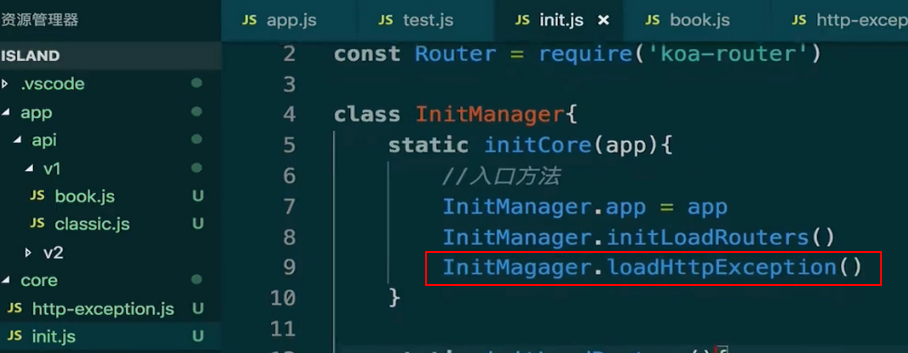 资源管理器
JS app.js
JS test.js
JS init.js ×
JS book.js
JS http-excep
ISLAND
.vscode
app
api
v1
JS book.js U
JS classic.js U
v2
core
JS http-exception.js U
JS init.js U
2 const Router = require('koa-router')
3
4 class InitManager{
5 static initCore(app){
6 //入口方法
7 InitManager.app = app
8 InitManager.initLoadRouters()
9 InitMagager.loadHttpException()
10 }
11